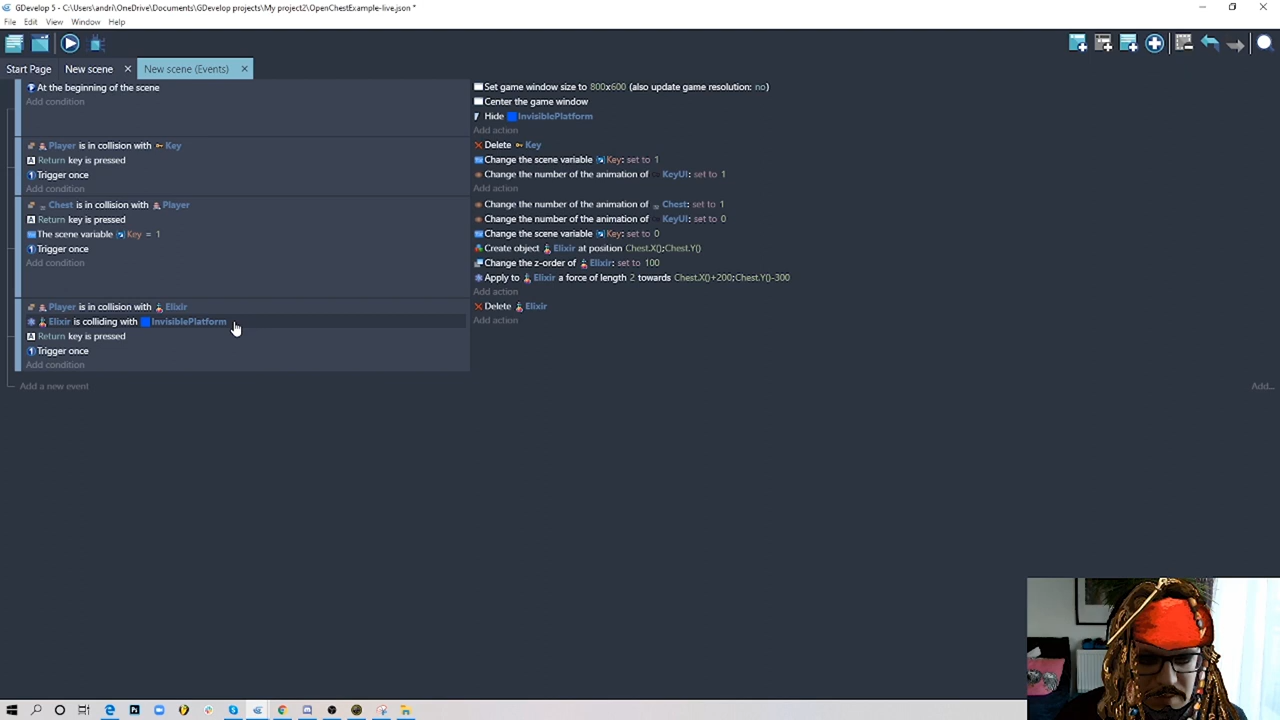 GDevelop 5 - C:\Users\andri\OneDrive\Documents\GDevelop projects\My project2\OpenChestExample-live.json *
File Edit View Window Help
Start Page New scene × New scene (Events) ×
At the beginning of the scene
Add condition
Set game window size to 800x600 (also update game resolution: no)
Center the game window
Hide InvisiblePlatform
Add action
Player is in collision with Key
Return key is pressed
Trigger once
Add condition
Delete Key
Change the scene variable Key: set to 1
Change the number of the animation of KeyUI: set to 1
Add action
Chest is in collision with Player
Return key is pressed
The scene variable Key = 1
Trigger once
Add condition
Change the number of the animation of Chest: set to 1
Change the number of the animation of KeyUI: set to 0
Change the scene variable Key: set to 0
Create object Elixir at position Chest.X();Chest.Y()
Change the z-order of Elixir: set to 100
Apply to Elixir a force of length 2 towards Chest.X()+200;Chest.Y()-300
Add action
Player is in collision with Elixir
Elixir is colliding with InvisiblePlatform
Return key is pressed
Trigger once
Add condition
Delete Elixir
Add action
Add a new event
Add...